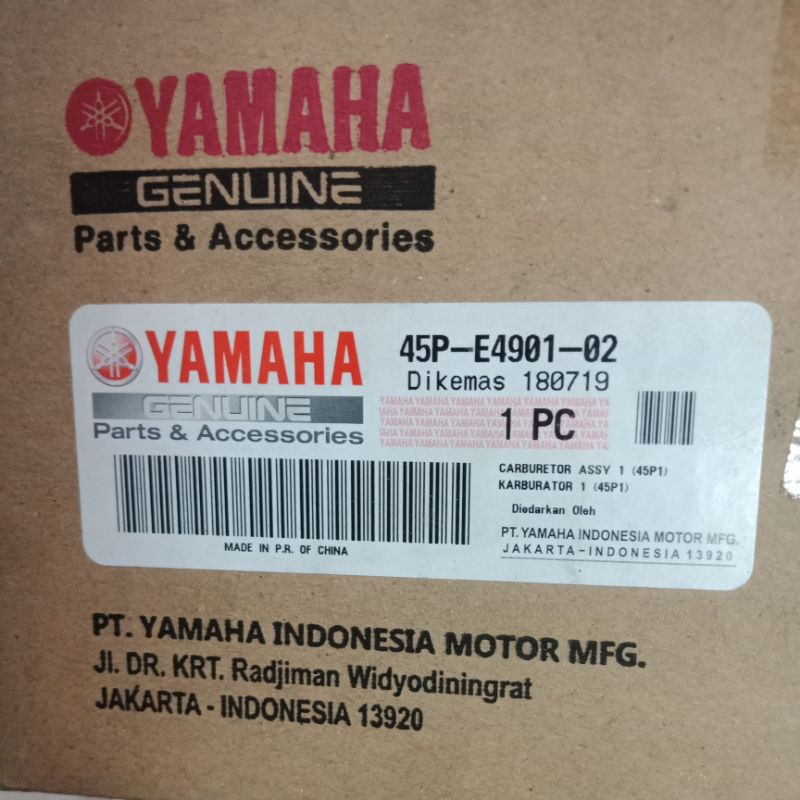 YAMAHA
GENUINE
Parts & Accessories
YAMAHA
GENUINE
Parts & Accessories
45P-E4901-02
Dikemas 180719
1 PC
CARBURETOR ASSY 1 (45P1)
KARBURATOR 1 (45P1)
Diedarkan Oleh
PT. YAMAHA INDONESIA MOTOR MFG.
JAKARTA-INDONESIA 13920
MADE IN P.R. OF CHINA
PT. YAMAHA INDONESIA MOTOR MFG.
Jl. DR. KRT. Radjiman Widyodiningrat
JAKARTA - INDONESIA 13920